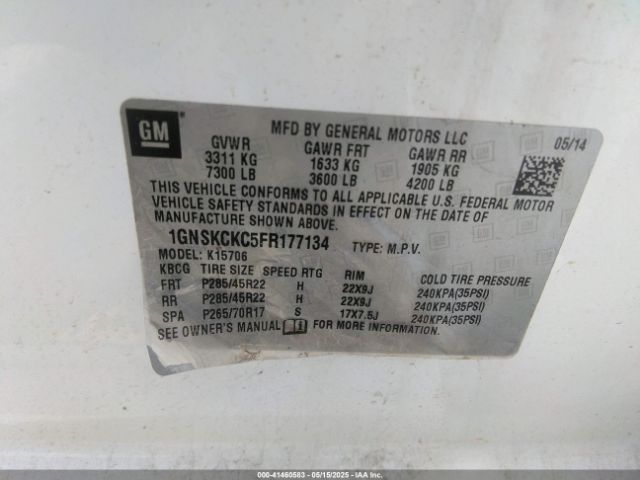 GM
MFD BY GENERAL MOTORS LLC
05/14
GVWR GAWR FRT GAWR RR
3311 KG 1633 KG 1905 KG
7300 LB 3600 LB 4200 LB
THIS VEHICLE CONFORMS TO ALL APPLICABLE U.S. FEDERAL MOTOR
VEHICLE SAFETY STANDARDS IN EFFECT ON THE DATE OF
MANUFACTURE SHOWN ABOVE.
1GNSKCKC5FR177134 TYPE: M.P.V.
MODEL: K15706
KBCG TIRE SIZE SPEED RTG RIM COLD TIRE PRESSURE
FRT P285/45R22 H 22X9J 240KPA(35PSI)
RR P285/45R22 H 22X9J 240KPA(35PSI)
SPA P265/70R17 S 17X7.5J 240KPA(35PSI)
SEE OWNER'S MANUAL FOR MORE INFORMATION.
000-41460583 - 05/15/2025 - IAA, Inc.